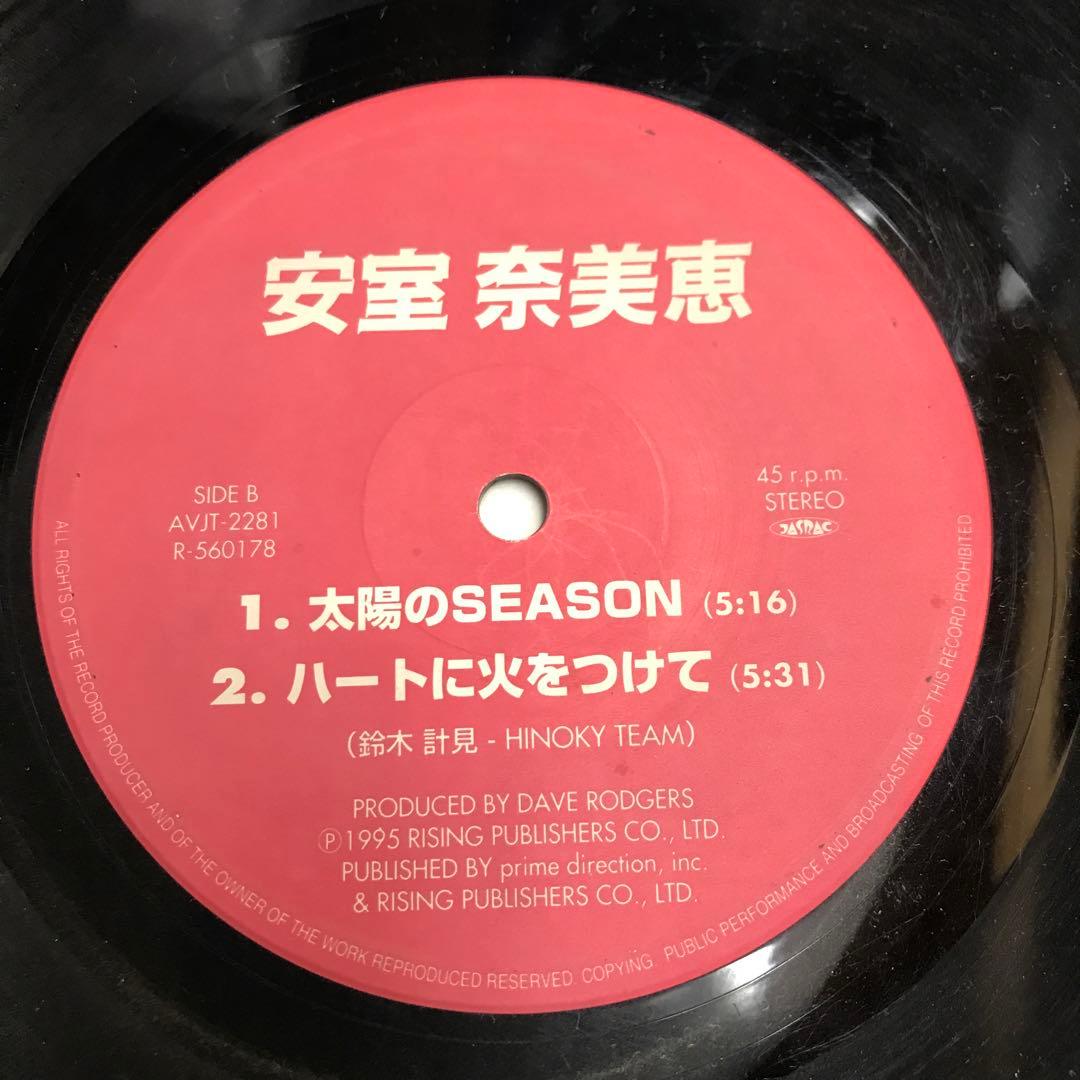 安室 奈美恵
SIDE B
AVJT-2281
R-560178
45 r.p.m.
STEREO
JASRAC
1. 太陽のSEASON (5:16)
2. ハートに火をつけて (5:31)
(鈴木 計見 - HINOKY TEAM)
PRODUCED BY DAVE RODGERS
Ⓟ1995 RISING PUBLISHERS CO., LTD.
PUBLISHED BY prime direction, inc.
& RISING PUBLISHERS CO., LTD.
ALL RIGHTS OF THE RECORD PRODUCER AND OF THE OWNER OF THE WORK REPRODUCED RESERVED. COPYING. PUBLIC PERFORMANCE AND BROADCASTING OF THIS RECORD PROHIBITED